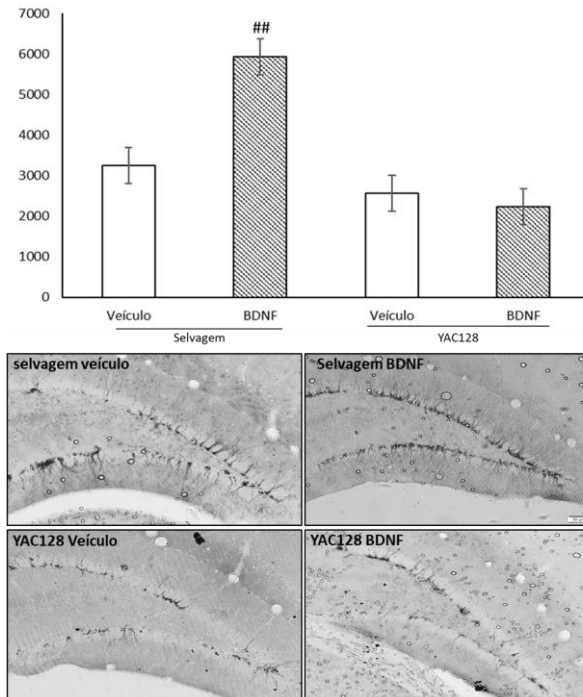 7000
6000
5000
4000
3000
2000
1000
0
##
Veículo BDNF Veículo BDNF
Selvagem YAC128
selvagem veículo
Selvagem BDNF
YAC128 Veículo
YAC128 BDNF